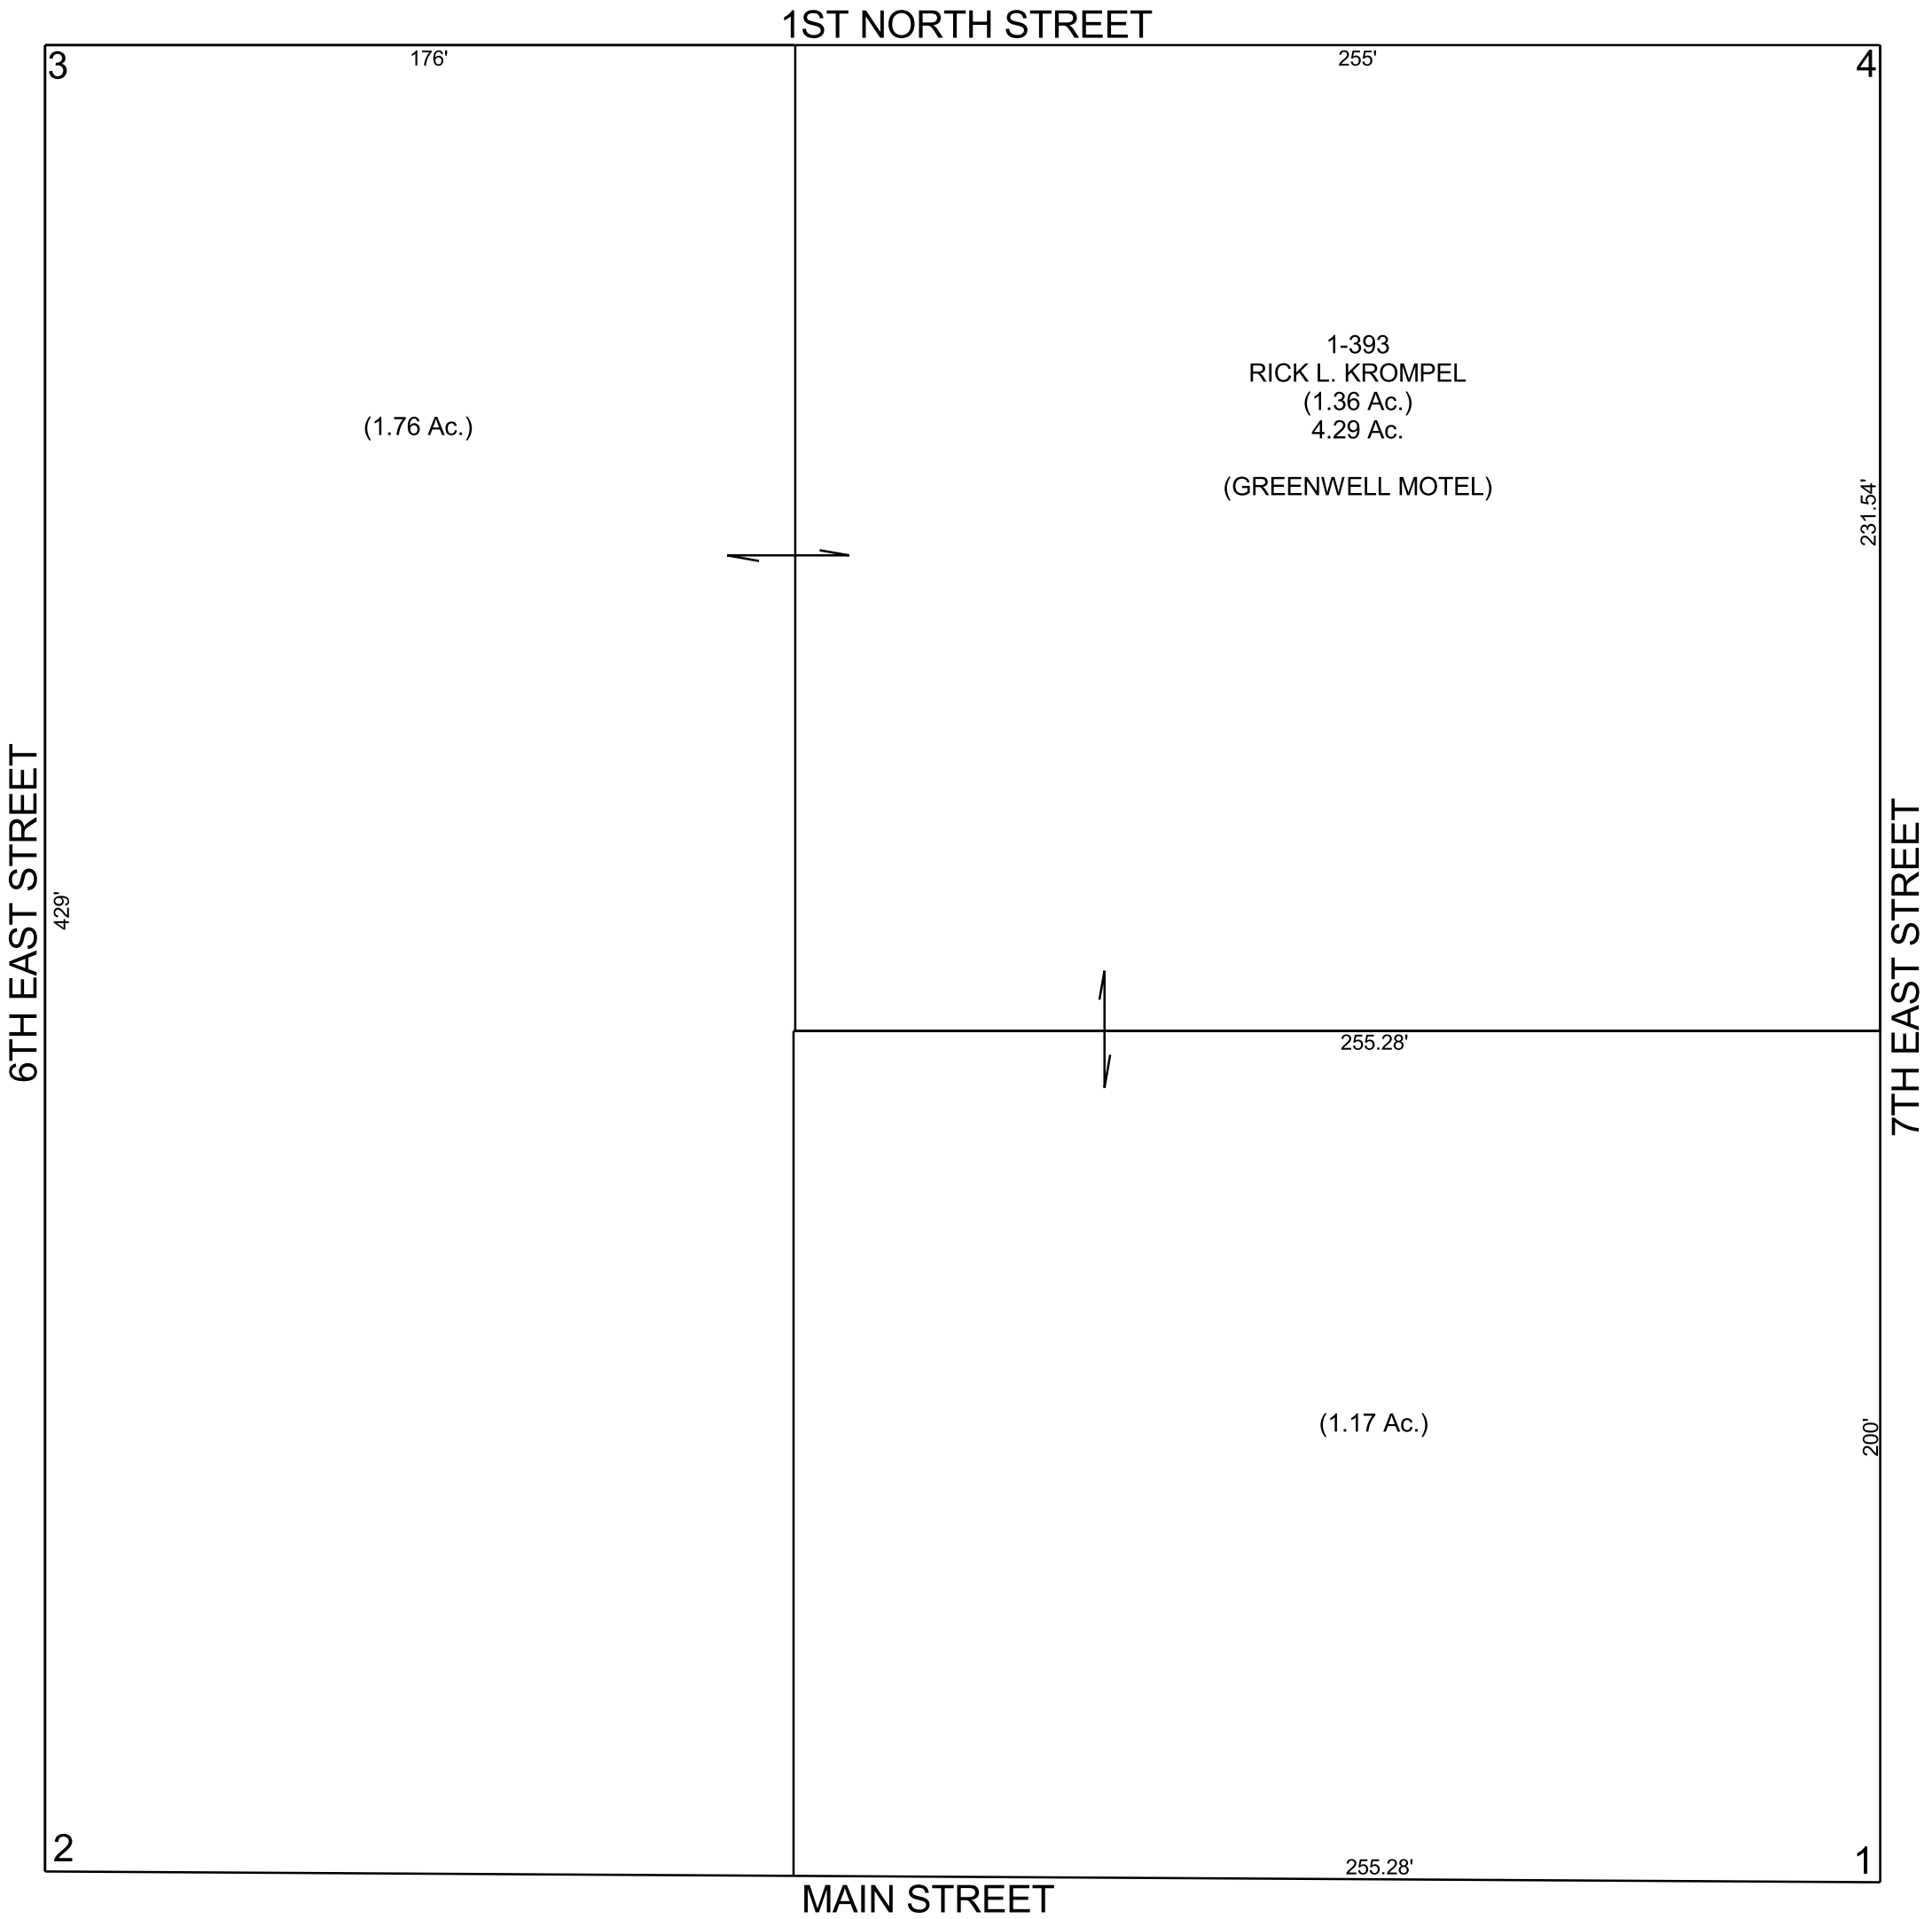 1ST NORTH STREET
3
176'
255'
4
1-393
RICK L. KROMPEL
(1.36 Ac.)
4.29 Ac.
(GREENWELL MOTEL)
(1.76 Ac.)
231.54'
6TH EAST STREET
429'
7TH EAST STREET
255.28'
(1.17 Ac.)
200'
2
255.28'
1
MAIN STREET